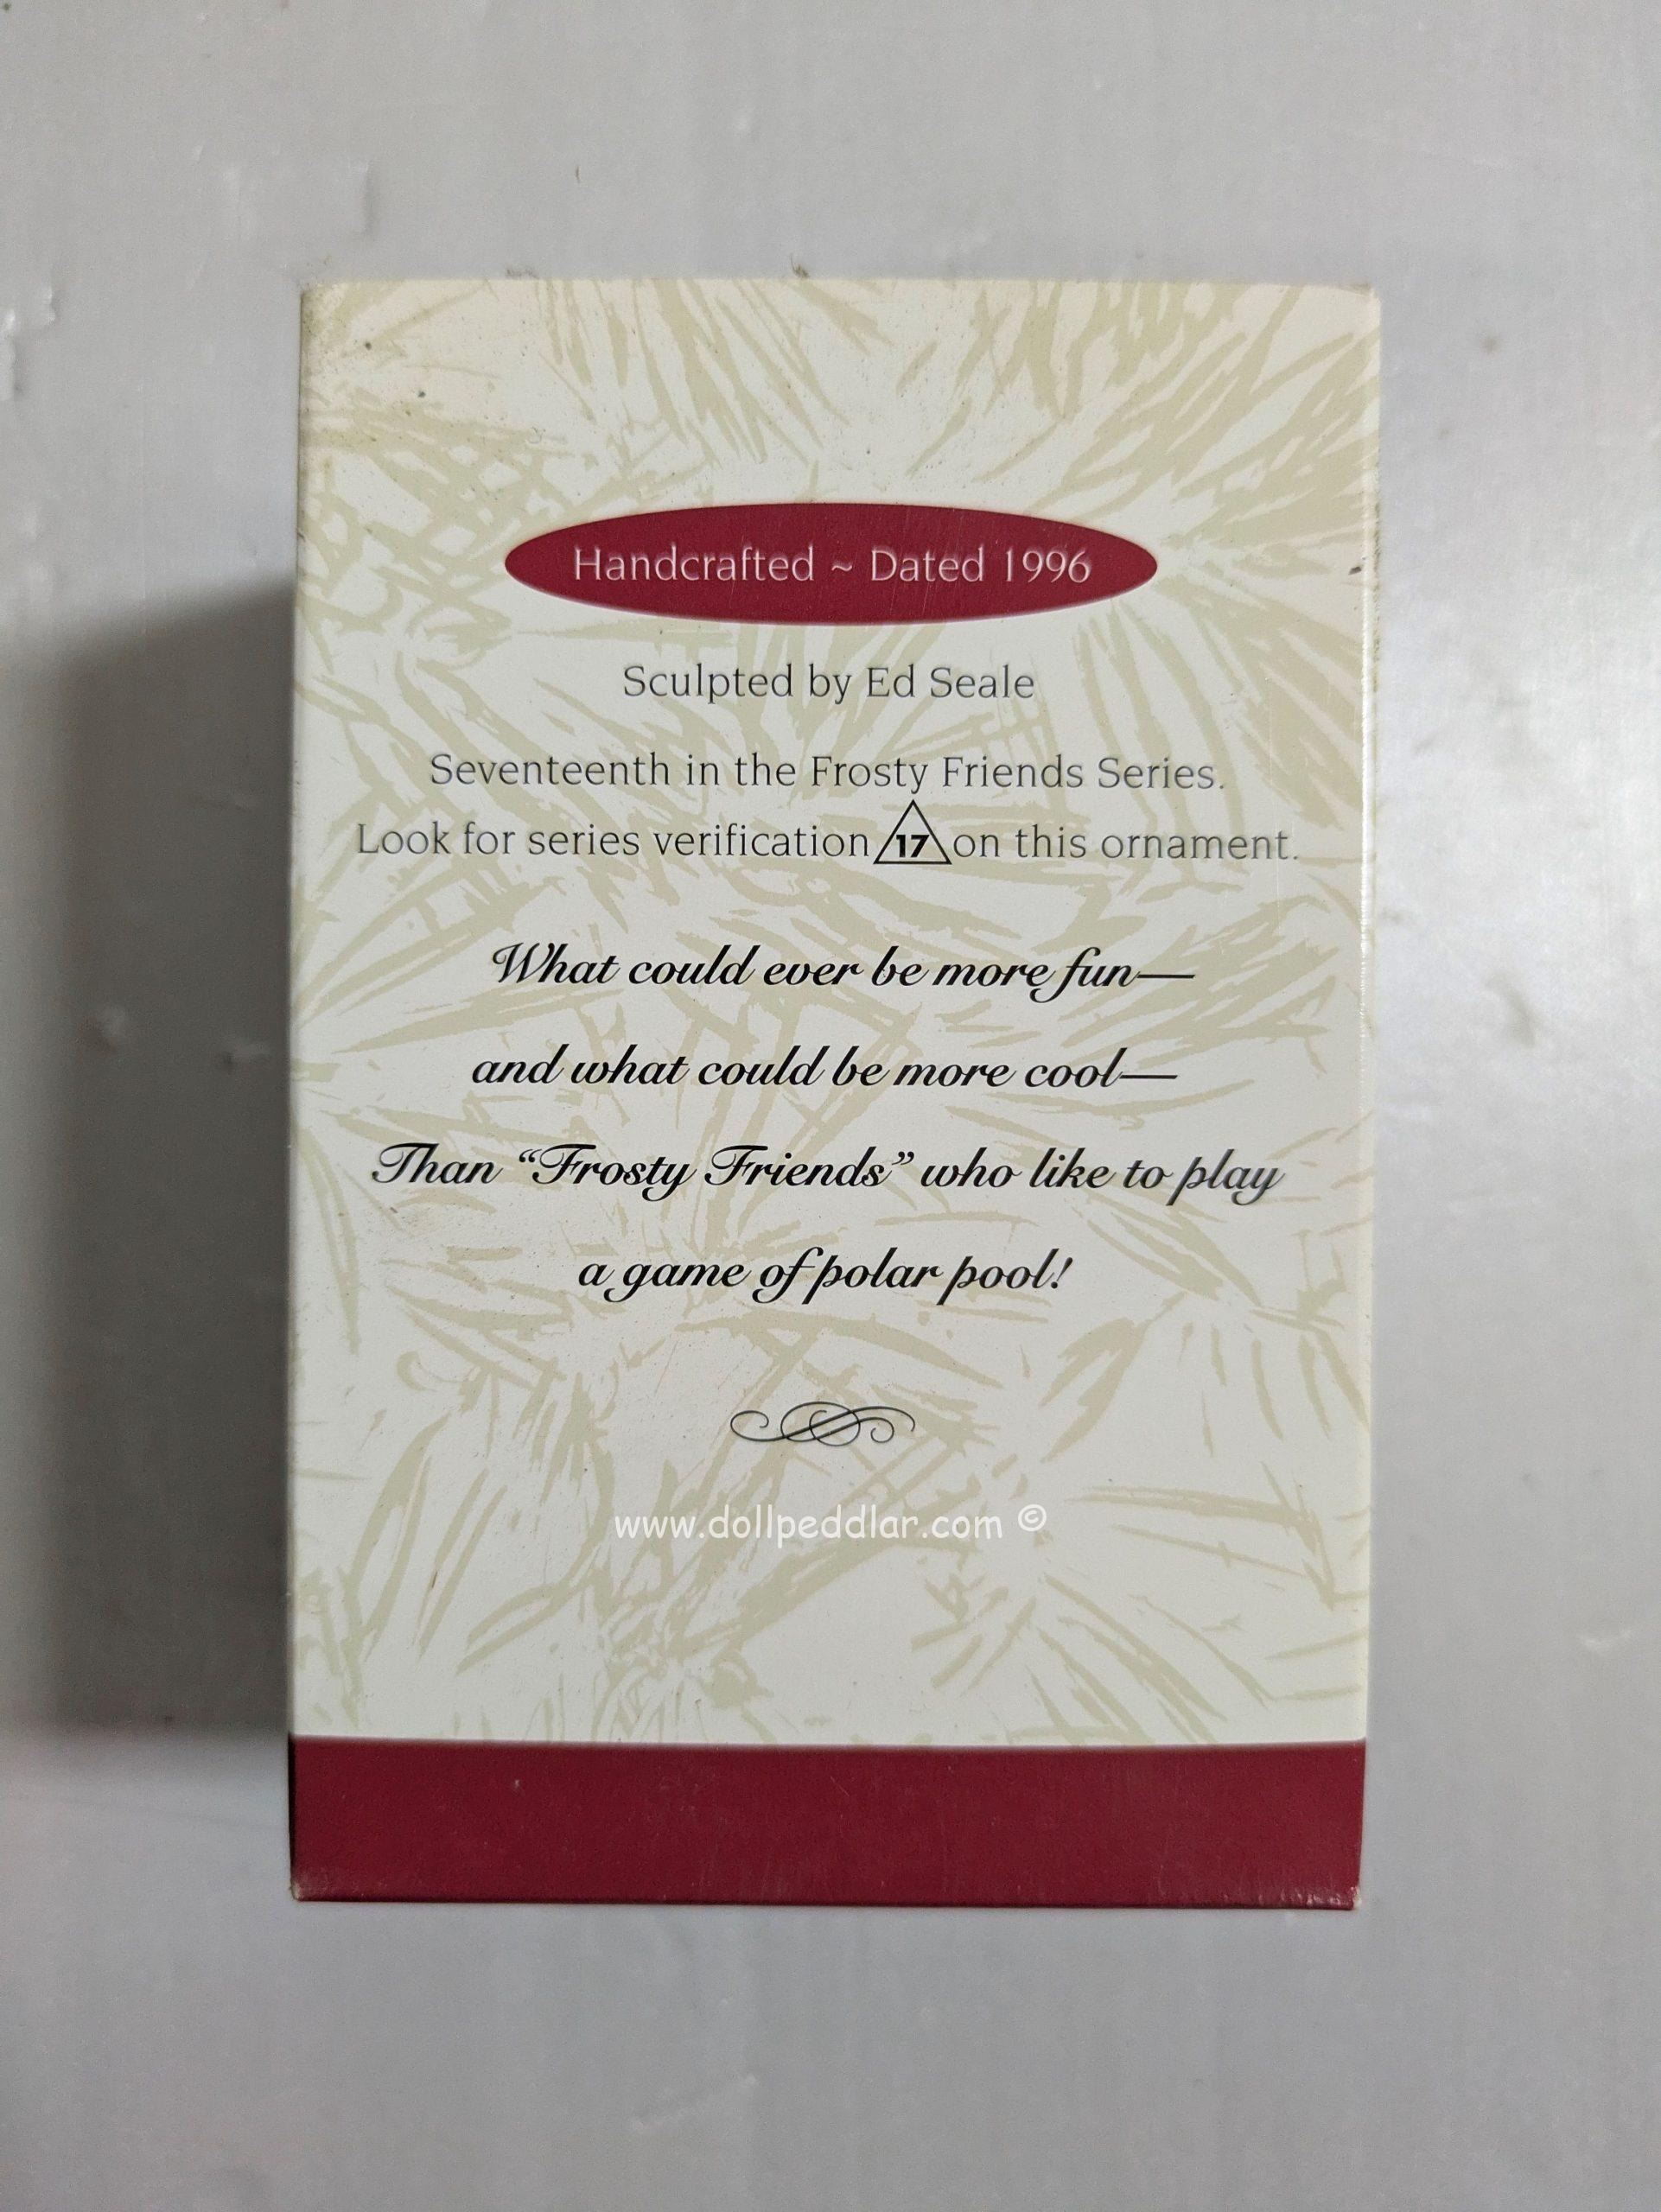 Handcrafted ~ Dated 1996
Sculpted by Ed Seale
Seventeenth in the Frosty Friends Series.
Look for series verification 17 on this ornament.
What could ever be more fun—
and what could be more cool—
Than “Frosty Friends” who like to play
a game of polar pool!
www.dollpeddlar.com ©